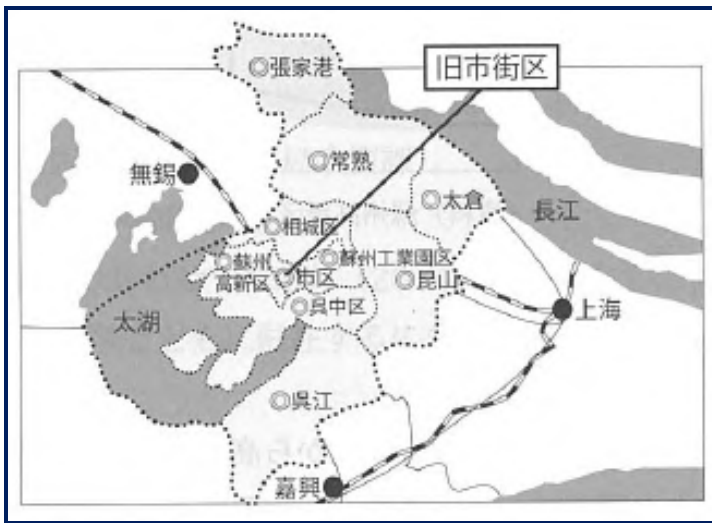 ◎張家港
旧市街区
◎常熟
無錫
◎太倉
長江
◎相城区
◎蘇州
高新区
◎蘇州工業園区
◎市区
◎昆山
◎呉中区
太湖
上海
◎呉江
嘉興